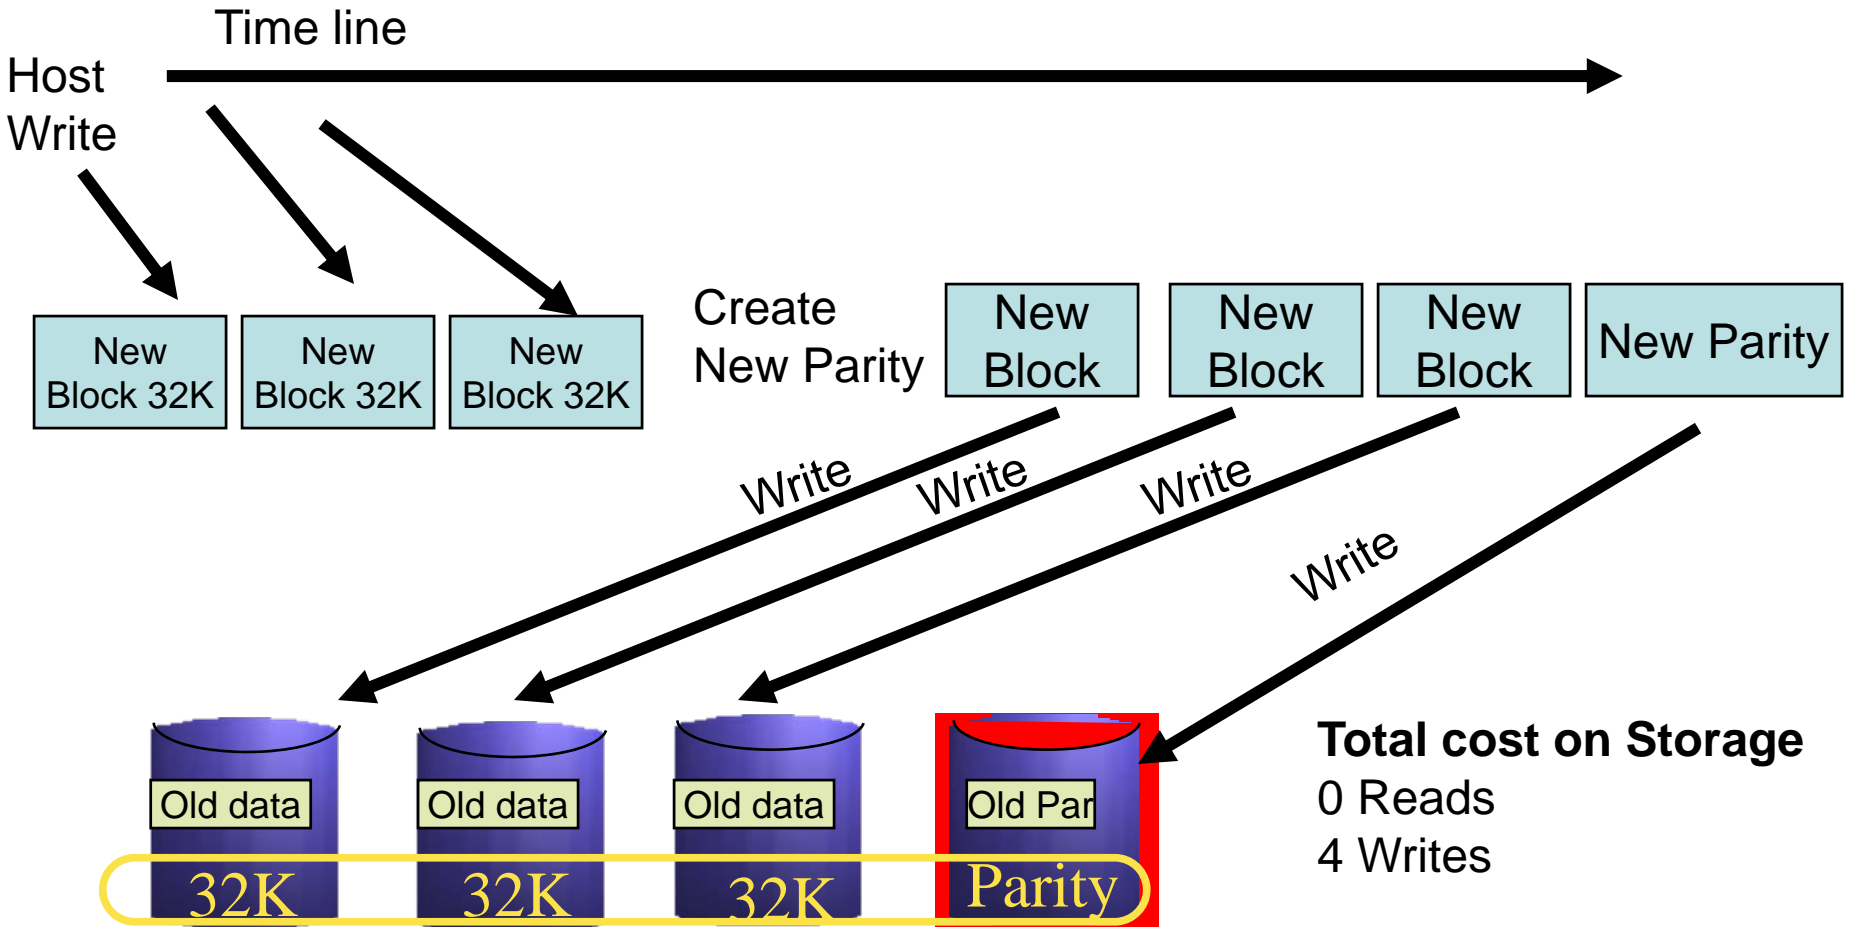 Time line
Host
Write
New
Block 32K
New
Block 32K
New
Block 32K
Create
New Parity
New
Block
New
Block
New
Block
New Parity
Write
Write
Write
Write
Old data
Old data
Old data
Old Par
32K
32K
32K
Parity
Total cost on Storage
0 Reads
4 Writes